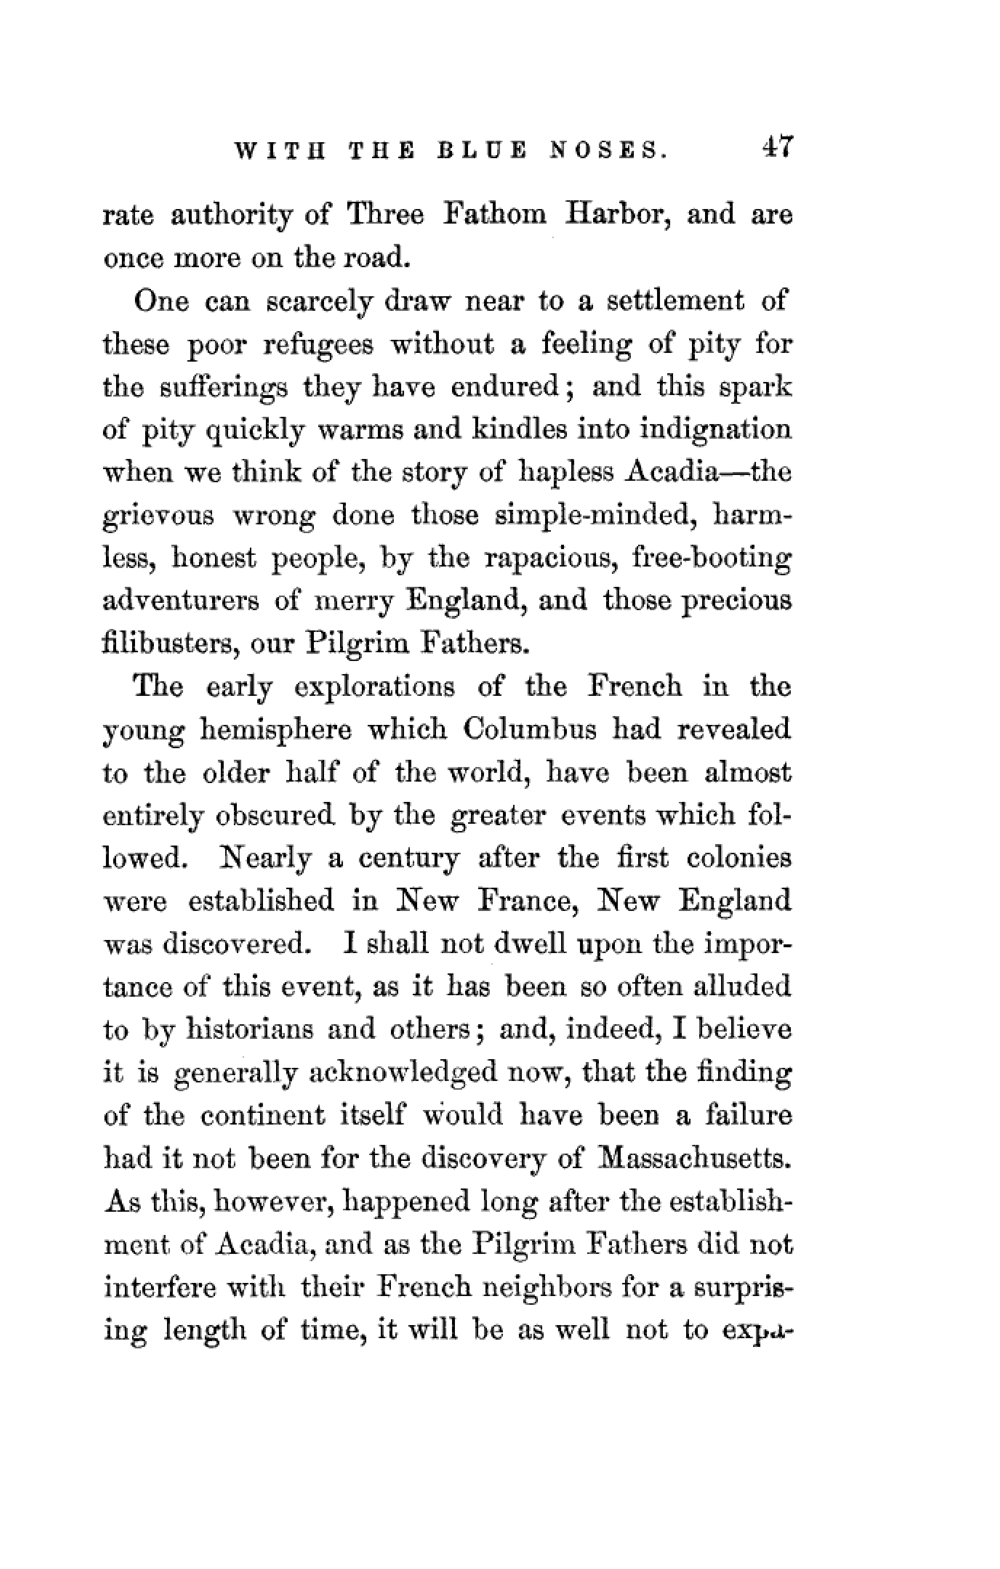 WITH THE BLUE NOSES. 47
rate authority of Three Fathom Harbor, and are
once more on the road.
One can scarcely draw near to a settlement of
these poor refugees without a feeling of pity for
the sufferings they have endured; and this spark
of pity quickly warms and kindles into indignation
when we think of the story of hapless Acadia—the
grievous wrong done those simple-minded, harm-
less, honest people, by the rapacious, free-booting
adventurers of merry England, and those precious
filibusters, our Pilgrim Fathers.
The early explorations of the French in the
young hemisphere which Columbus had revealed
to the older half of the world, have been almost
entirely obscured by the greater events which fol-
lowed. Nearly a century after the first colonies
were established in New France, New England
was discovered. I shall not dwell upon the impor-
tance of this event, as it has been so often alluded
to by historians and others; and, indeed, I believe
it is generally acknowledged now, that the finding
of the continent itself would have been a failure
had it not been for the discovery of Massachusetts.
As this, however, happened long after the establish-
ment of Acadia, and as the Pilgrim Fathers did not
interfere with their French neighbors for a surpris-
ing length of time, it will be as well not to expa-